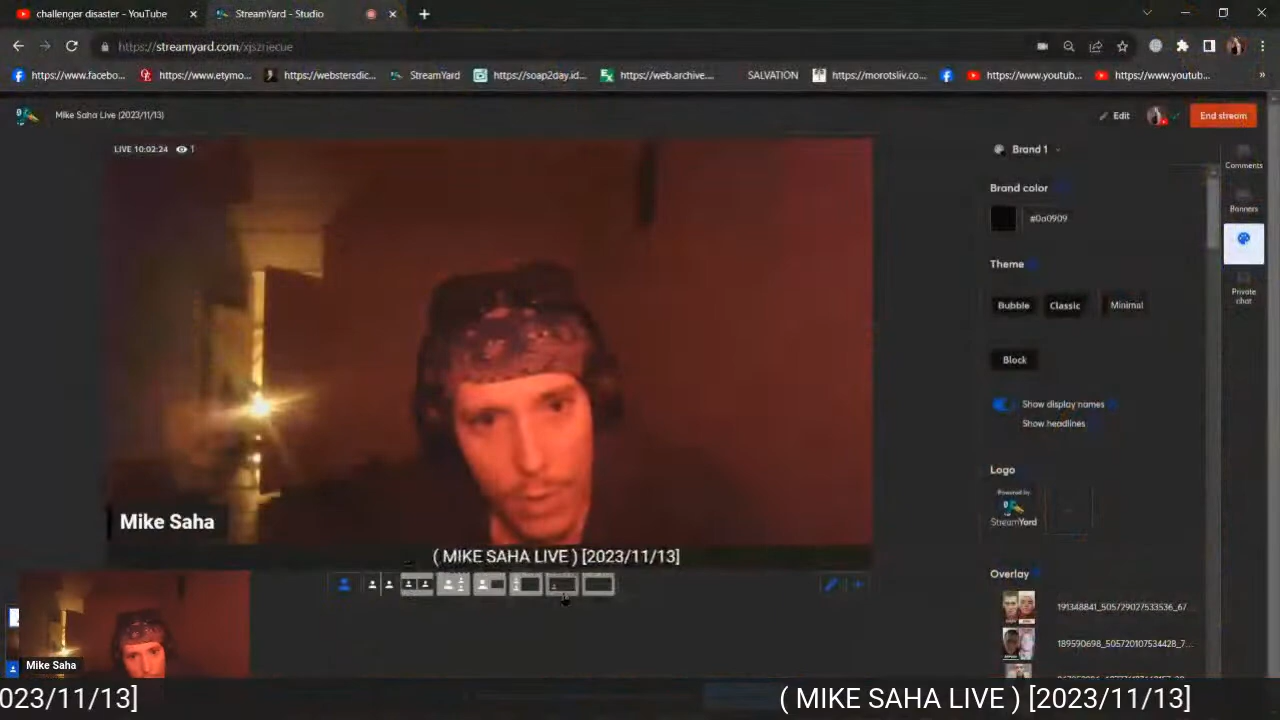 challenger disaster - YouTube
StreamYard - Studio
https://streamyard.com/xjszriecue
https://www.facebo...
https://www.etymo...
https://webstersdic...
StreamYard
https://soap2day.id...
https://web.archive....
SALVATION
https://morotsliv.co...
https://www.youtub...
https://www.youtub...
»
Mike Saha Live (2023/11/13)
Edit
End stream
LIVE 10:02:24
1
Brand 1
Brand color
#0a0909
Theme
Bubble
Classic
Minimal
Block
Show display names
Show headlines
Logo
Powered by
StreamYard
Overlay
191348841_505729027533536_67...
189590698_505720107534428_7...
Comments
Banners
Private
chat
Mike Saha
( MIKE SAHA LIVE ) [2023/11/13]
Mike Saha
023/11/13]
( MIKE SAHA LIVE ) [2023/11/13]